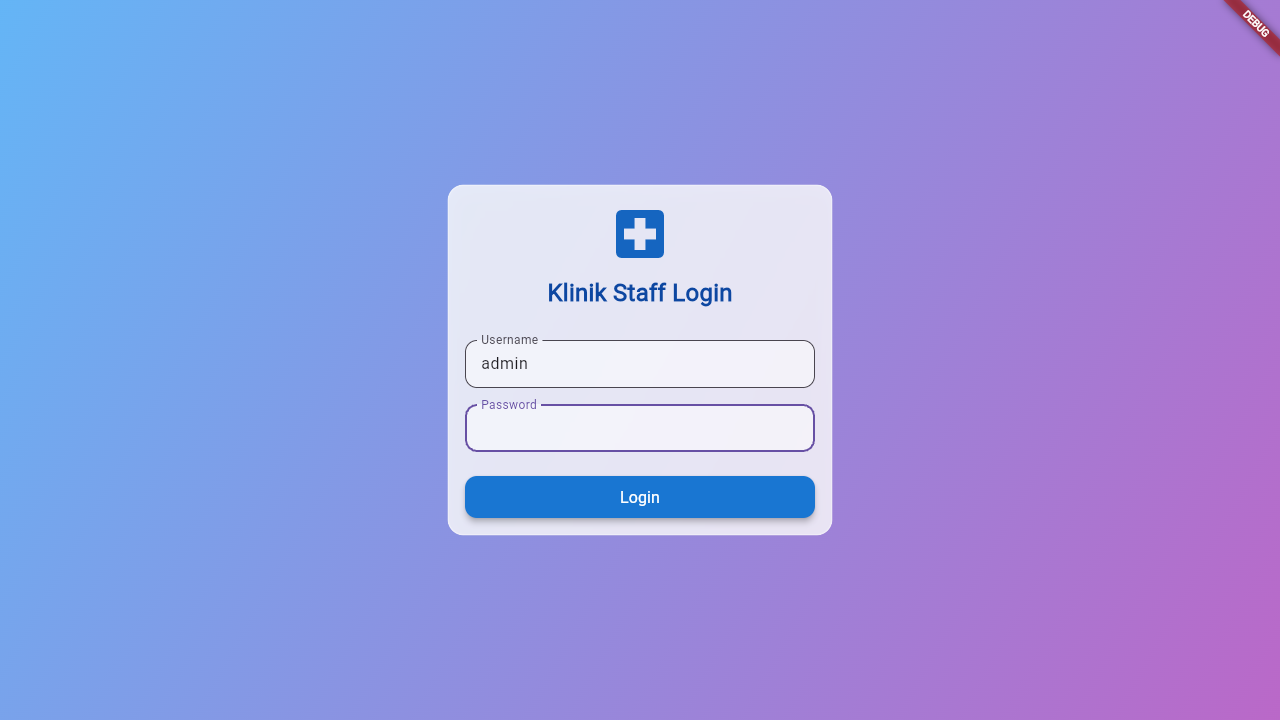 DEBUG
Klinik Staff Login
Username
admin
Password
Login